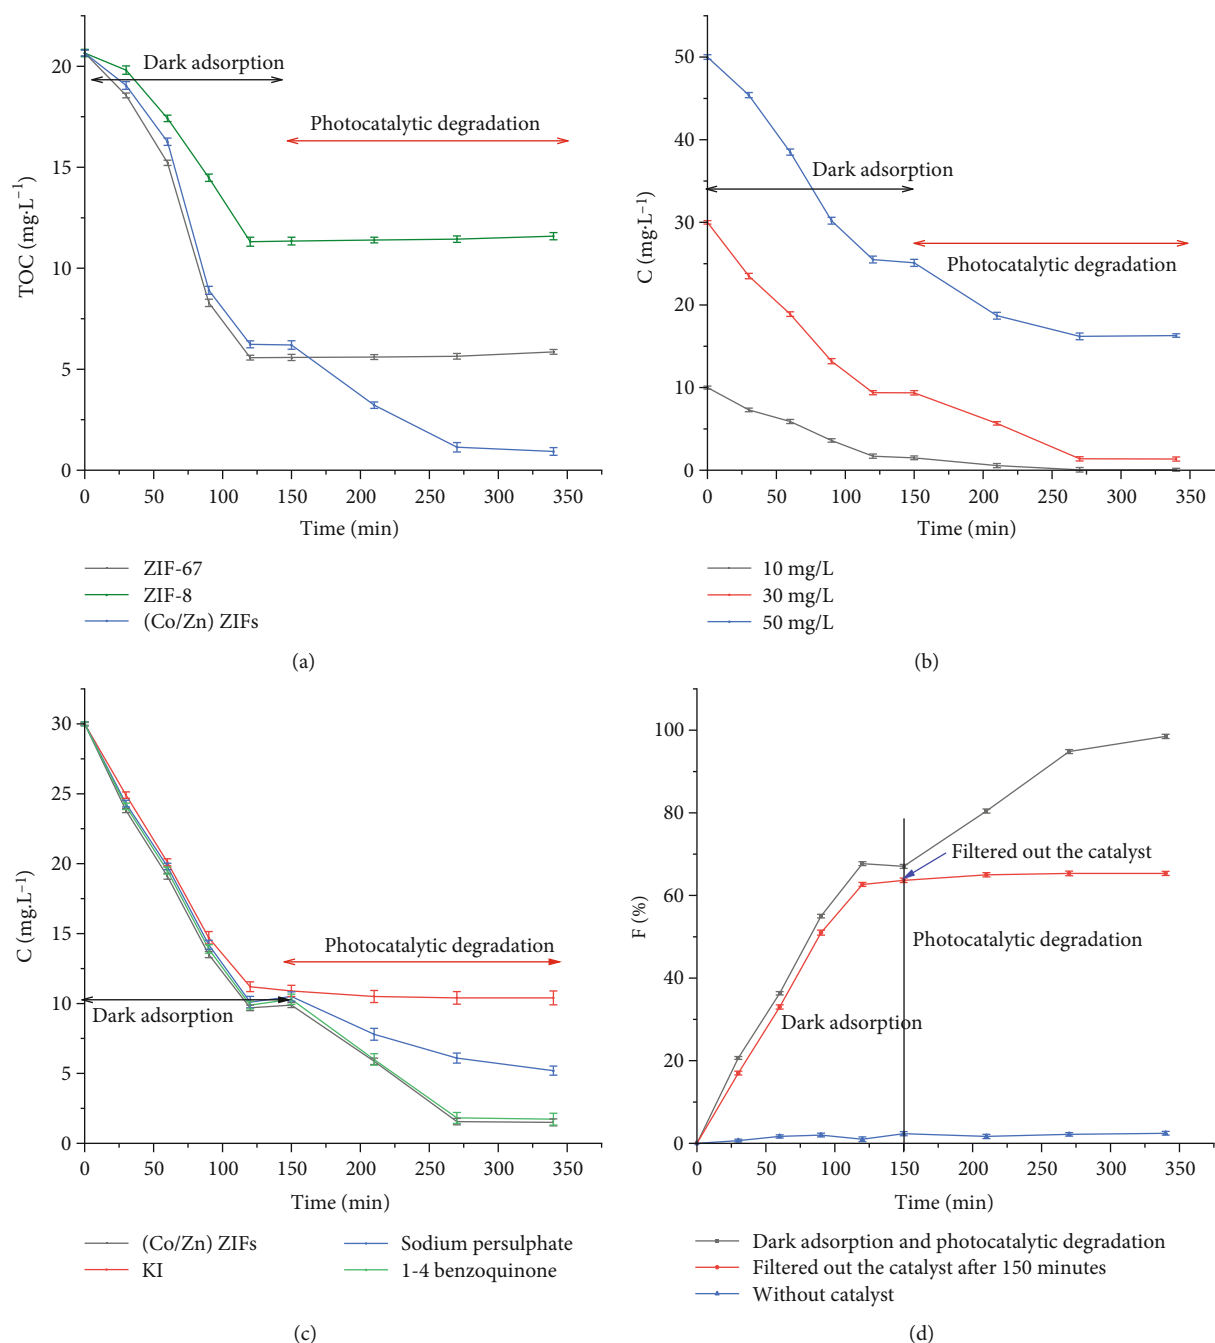 Dark adsorption
Photocatalytic degradation
TOC (mg·L⁻¹)
20
15
10
5
0
0 50 100 150 200 250 300 350
Time (min)
ZIF-67
ZIF-8
(Co/Zn) ZIFs
(a)
Dark adsorption
Photocatalytic degradation
C (mg·L⁻¹)
50
40
30
20
10
0
0 50 100 150 200 250 300 350
Time (min)
10 mg/L
30 mg/L
50 mg/L
(b)
Photocatalytic degradation
Dark adsorption
C (mg.L⁻¹)
30
25
20
15
10
5
0
0 50 100 150 200 250 300 350
Time (min)
(Co/Zn) ZIFs
KI
Sodium persulphate
1-4 benzoquinone
(c)
Filtered out the catalyst
Photocatalytic degradation
Dark adsorption
F (%)
100
80
60
40
20
0
0 50 100 150 200 250 300 350
Time (min)
Dark adsorption and photocatalytic degradation
Filtered out the catalyst after 150 minutes
Without catalyst
(d)